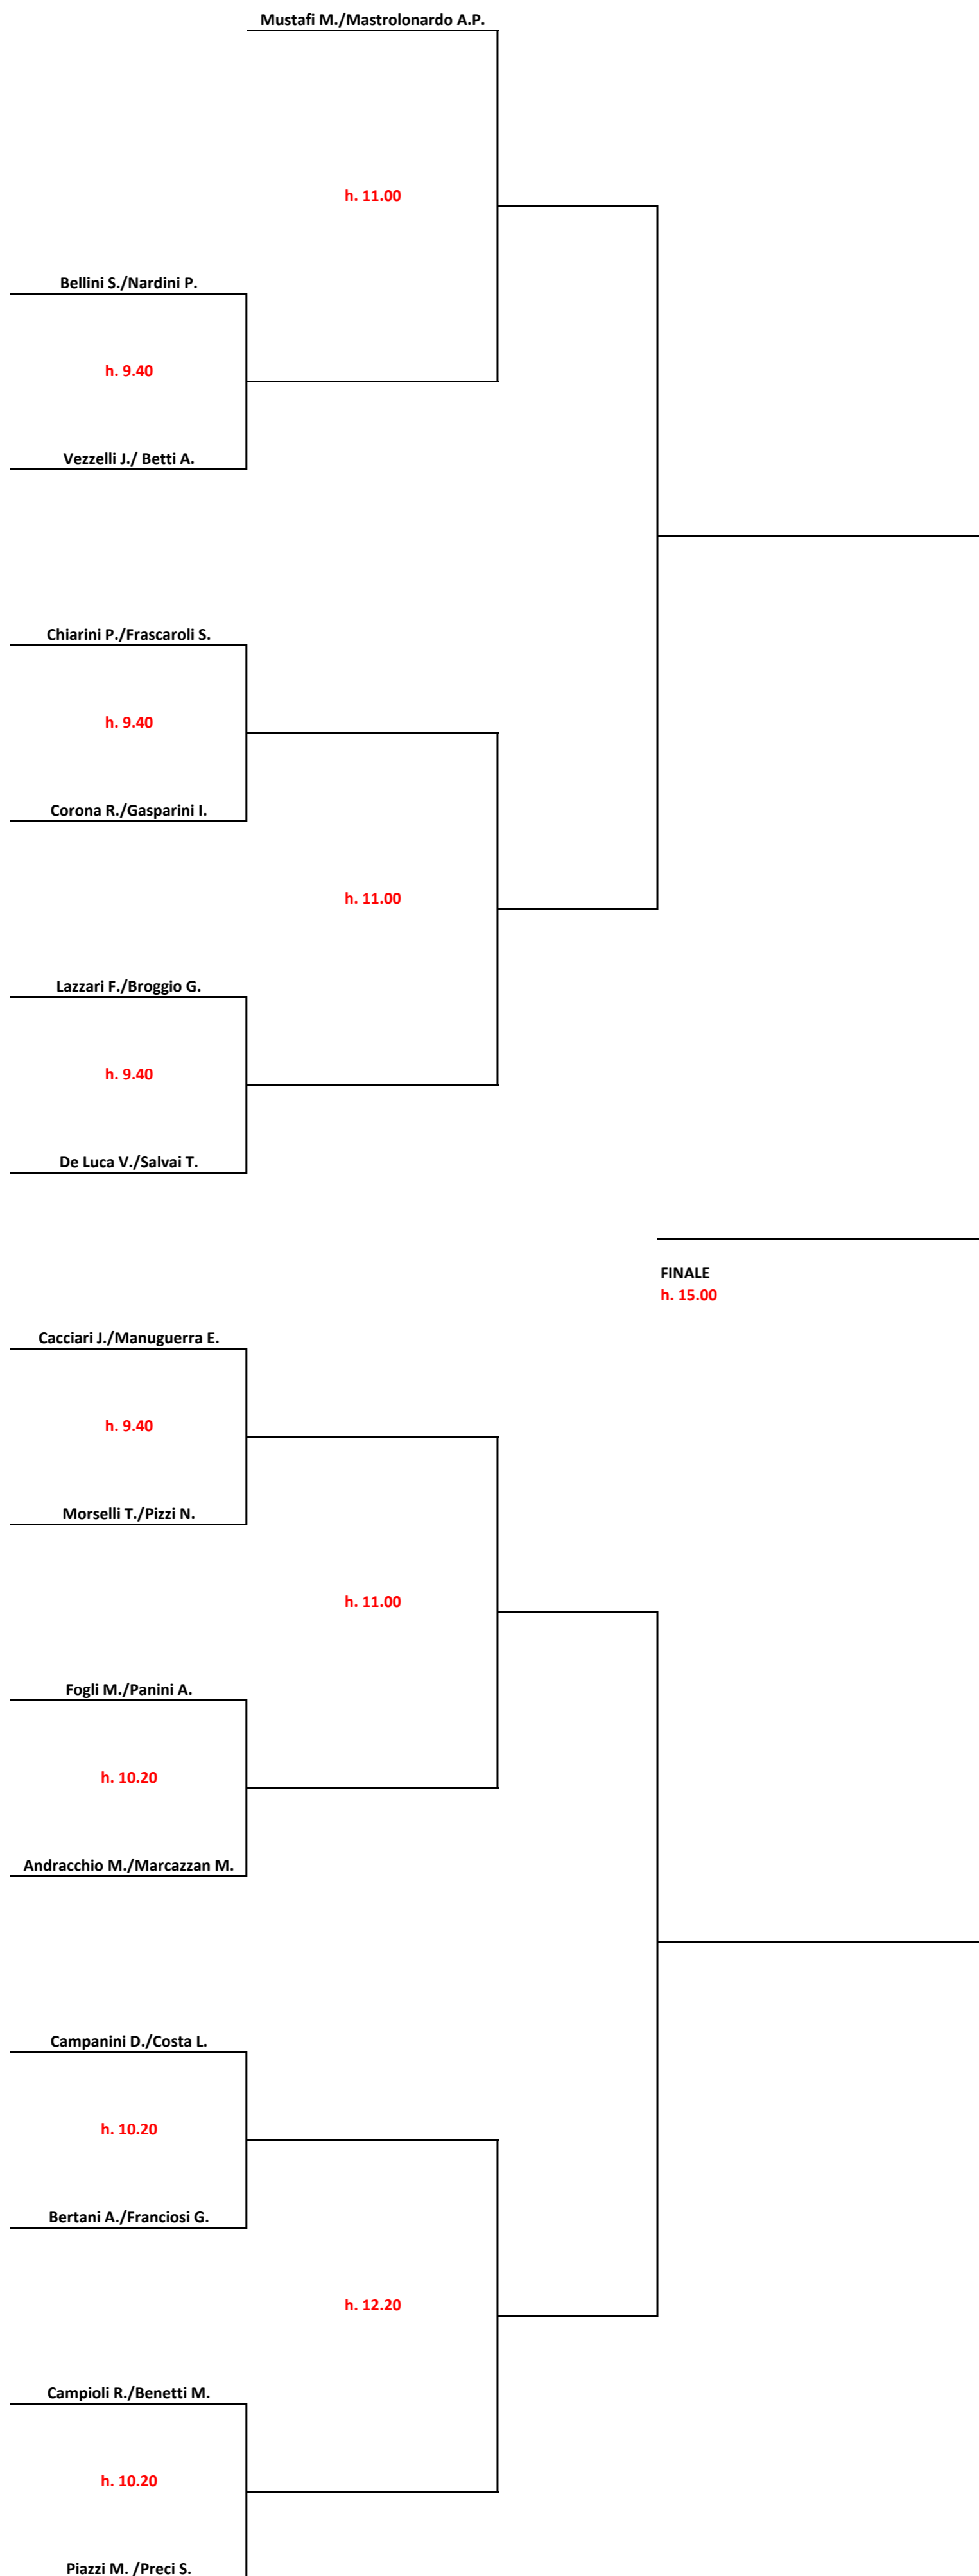 Mustafi M./Mastrolonardo A.P.
h. 11.00
Bellini S./Nardini P.
h. 9.40
Vezzelli J./ Betti A.
Chiarini P./Frascaroli S.
h. 9.40
Corona R./Gasparini I.
h. 11.00
Lazzari F./Broggio G.
h. 9.40
De Luca V./Salvai T.
FINALE
h. 15.00
Cacciari J./Manuguerra E.
h. 9.40
Morselli T./Pizzi N.
h. 11.00
Fogli M./Panini A.
h. 10.20
Andracchio M./Marcazzan M.
Campanini D./Costa L.
h. 10.20
Bertani A./Franciosi G.
h. 12.20
Campioli R./Benetti M.
h. 10.20
Piazzi M. /Preci S.